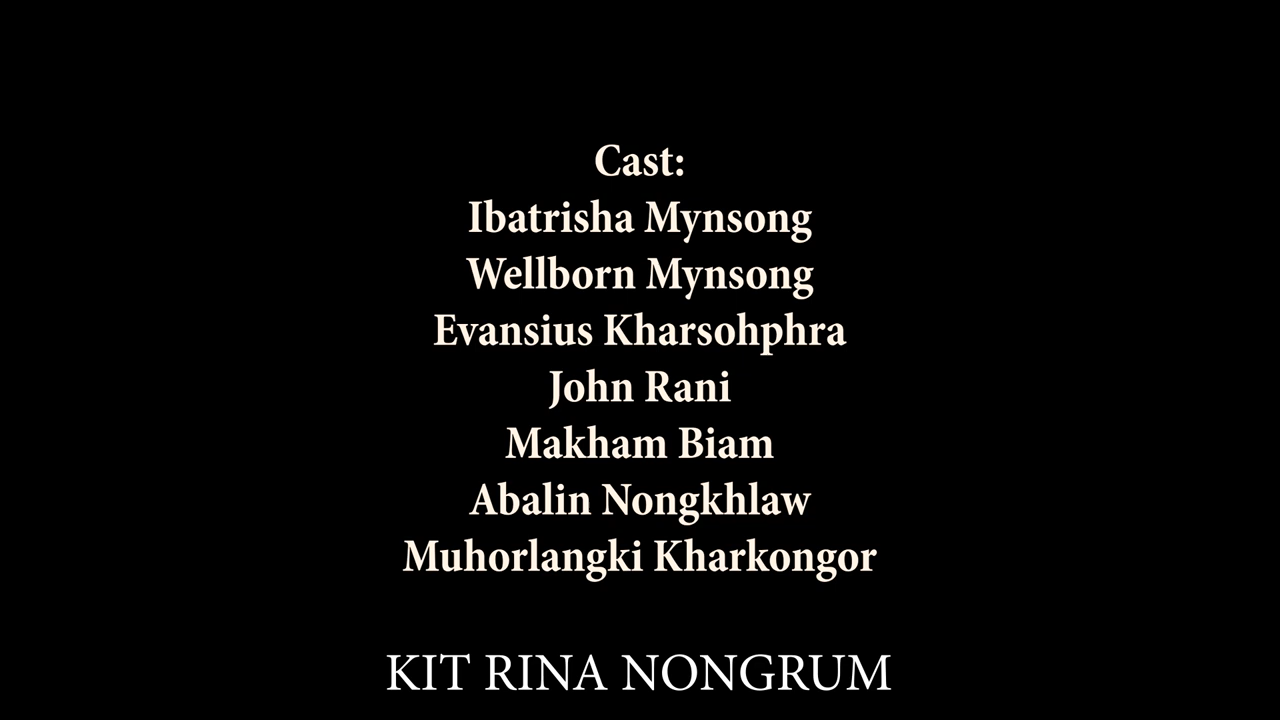 Cast:
Ibatrisha Mynsong
Wellborn Mynsong
Evansius Kharsohphra
John Rani
Makham Biam
Abalin Nongkhlaw
Muhorlangki Kharkongor
KIT RINA NONGRUM